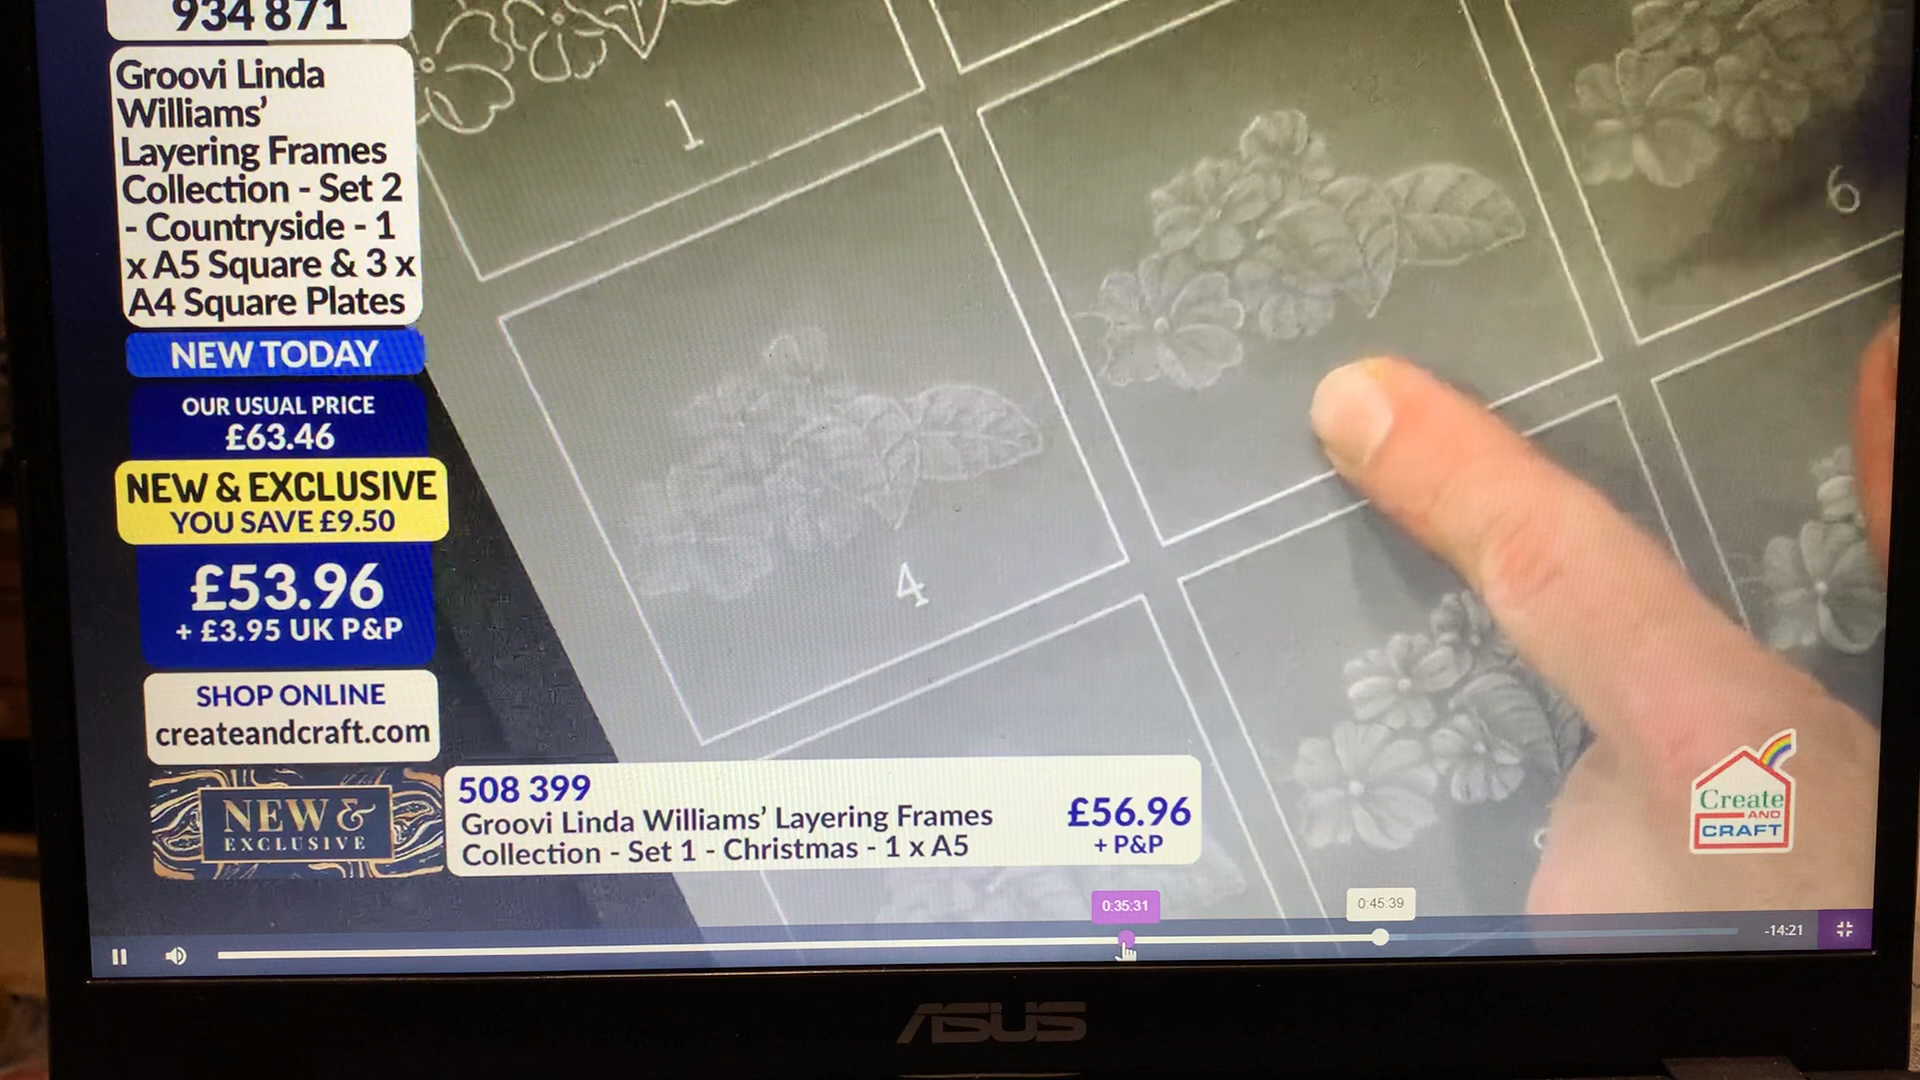 934 871
Groovi Linda
Williams’
Layering Frames
Collection - Set 2
- Countryside - 1
x A5 Square & 3 x
A4 Square Plates
NEW TODAY
OUR USUAL PRICE
£63.46
NEW & EXCLUSIVE
YOU SAVE £9.50
£53.96
+ £3.95 UK P&P
SHOP ONLINE
createandcraft.com
NEW &
EXCLUSIVE
508 399
Groovi Linda Williams’ Layering Frames
Collection - Set 1 - Christmas - 1 x A5
£56.96
+ P&P
1
4
6
Create
AND
CRAFT
0:35:31
0:45:39
-14:21
ASUS